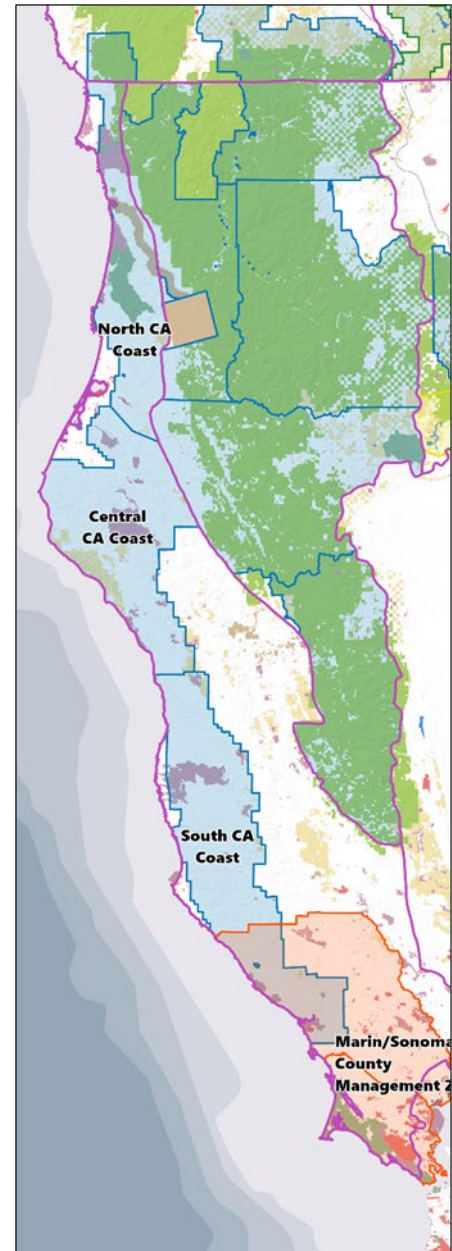 North CA
Coast
Central
CA Coast
South CA
Coast
Marin/Sonoma
County
Management Z